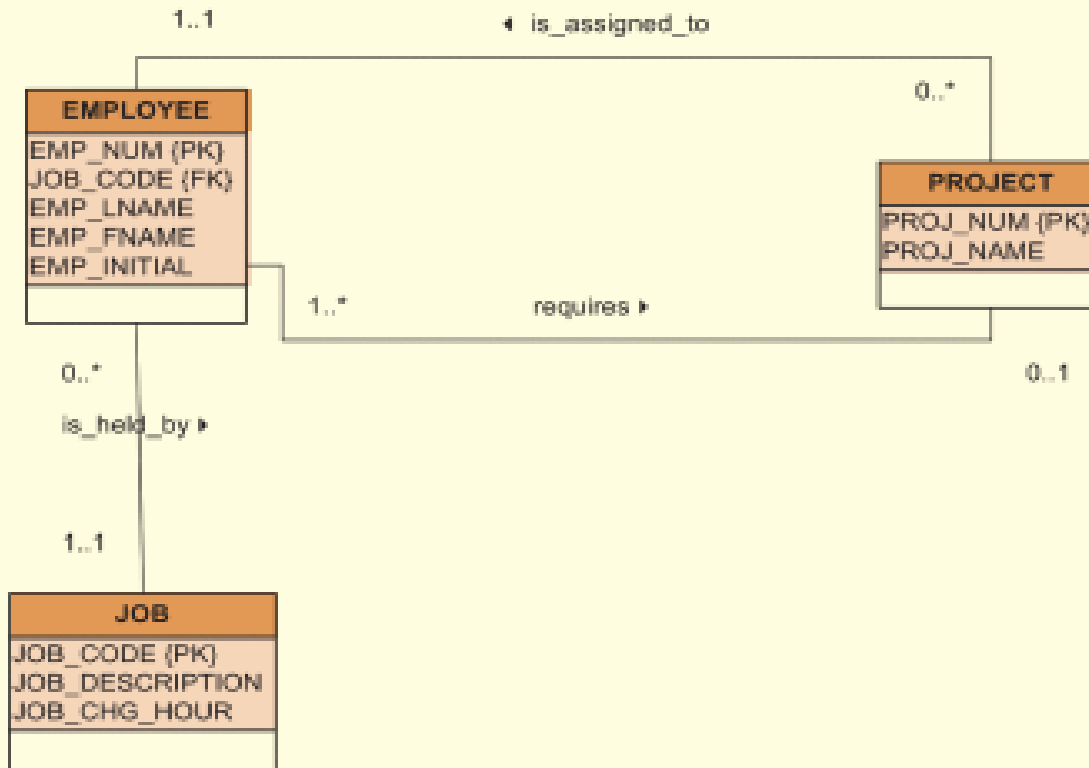 1..1
◂ is_assigned_to
0..*
EMPLOYEE
EMP_NUM {PK}
JOB_CODE {FK}
EMP_LNAME
EMP_FNAME
EMP_INITIAL
PROJECT
PROJ_NUM {PK}
PROJ_NAME
1..*
requires ▸
0..1
0..*
is_held_by ▸
1..1
JOB
JOB_CODE {PK}
JOB_DESCRIPTION
JOB_CHG_HOUR